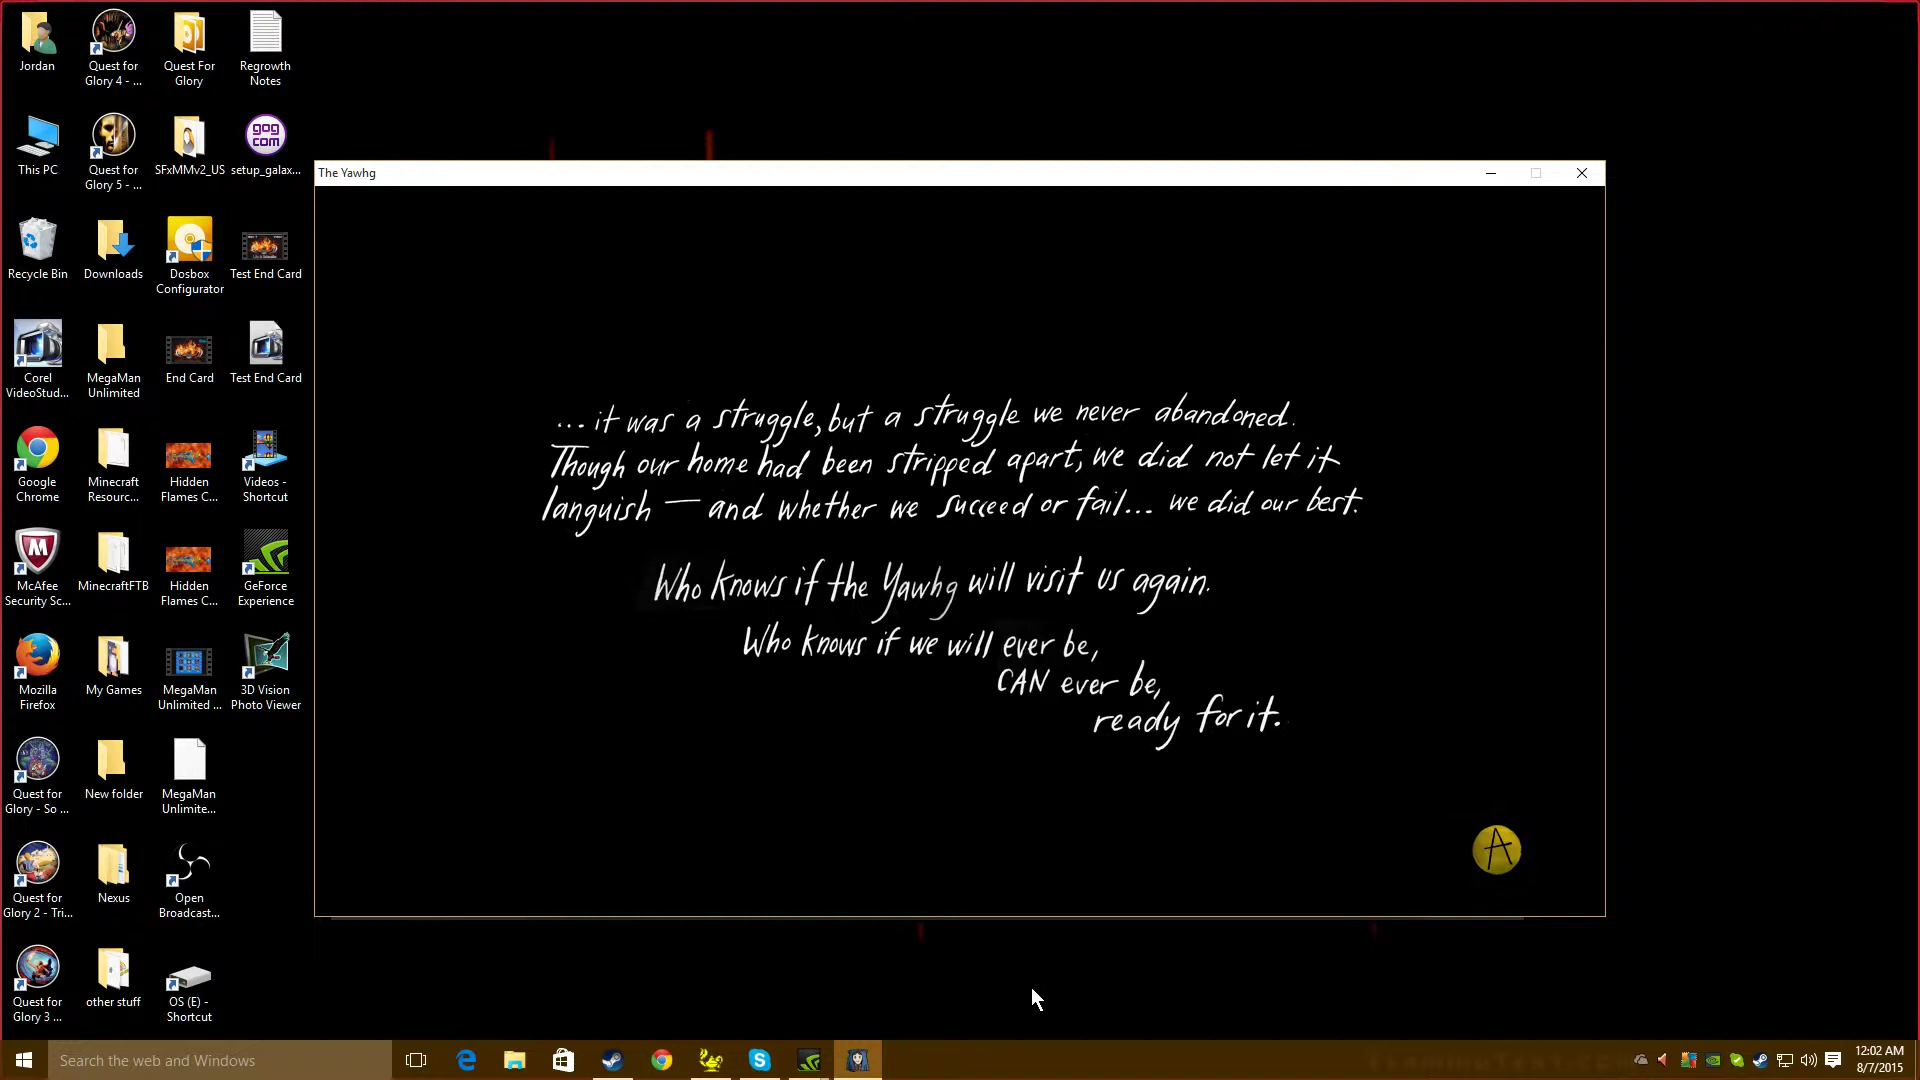 Jordan
Quest for
Glory 4 - ...
Quest For
Glory
Regrowth
Notes
This PC
Quest for
Glory 5 - ...
SFxMMv2_US
gog
com
setup_galax...
Recycle Bin
Downloads
Dosbox
Configurator
Test End Card
Corel
VideoStud...
MegaMan
Unlimited
End Card
Test End Card
Google
Chrome
Minecraft
Resourc...
Hidden
Flames C...
Videos -
Shortcut
McAfee
Security Sc...
MinecraftFTB
Hidden
Flames C...
GeForce
Experience
Mozilla
Firefox
My Games
MegaMan
Unlimited ...
3D Vision
Photo Viewer
Quest for
Glory - So ...
New folder
MegaMan
Unlimite...
Quest for
Glory 2 - Tri...
Nexus
Open
Broadcast...
Quest for
Glory 3 ...
other stuff
OS (E) -
Shortcut
The Yawhg
...it was a struggle, but a struggle we never abandoned.
Though our home had been stripped apart, we did not let it
languish — and whether we succeed or fail... we did our best.
Who knows if the Yawhg will visit us again.
Who knows if we will ever be,
CAN ever be,
ready for it.
A
Search the web and Windows
12:02 AM
8/7/2015